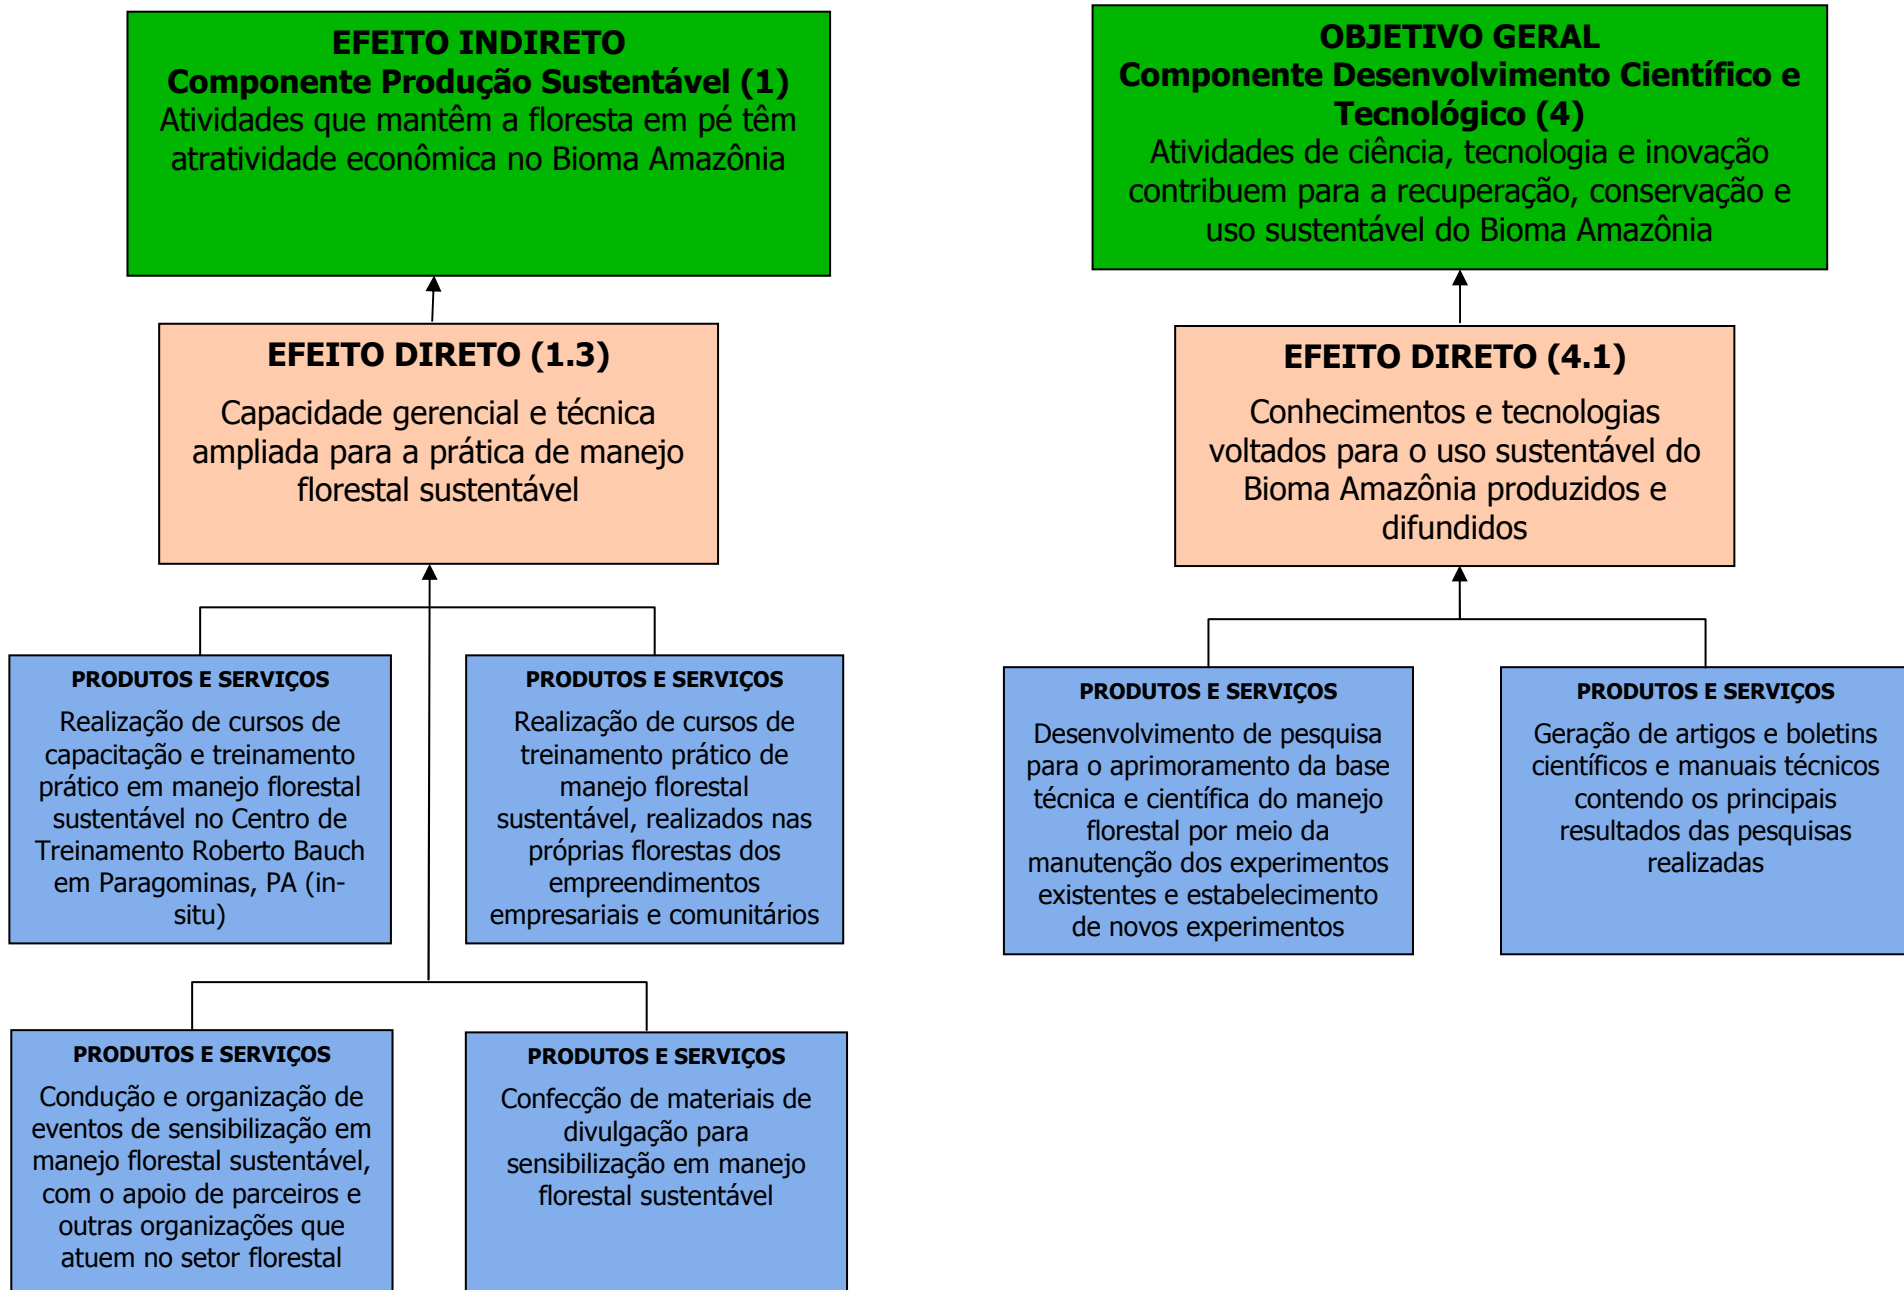 EFEITO INDIRETO
Componente Produção Sustentável (1)
Atividades que mantêm a floresta em pé têm
atratividade econômica no Bioma Amazônia
OBJETIVO GERAL
Componente Desenvolvimento Científico e
Tecnológico (4)
Atividades de ciência, tecnologia e inovação
contribuem para a recuperação, conservação e
uso sustentável do Bioma Amazônia
EFEITO DIRETO (1.3)
Capacidade gerencial e técnica
ampliada para a prática de manejo
florestal sustentável
EFEITO DIRETO (4.1)
Conhecimentos e tecnologias
voltados para o uso sustentável do
Bioma Amazônia produzidos e
difundidos
PRODUTOS E SERVIÇOS
Realização de cursos de
capacitação e treinamento
prático em manejo florestal
sustentável no Centro de
Treinamento Roberto Bauch
em Paragominas, PA (in-
situ)
PRODUTOS E SERVIÇOS
Realização de cursos de
treinamento prático de
manejo florestal
sustentável, realizados nas
próprias florestas dos
empreendimentos
empresariais e comunitários
PRODUTOS E SERVIÇOS
Desenvolvimento de pesquisa
para o aprimoramento da base
técnica e científica do manejo
florestal por meio da
manutenção dos experimentos
existentes e estabelecimento
de novos experimentos
PRODUTOS E SERVIÇOS
Geração de artigos e boletins
científicos e manuais técnicos
contendo os principais
resultados das pesquisas
realizadas
PRODUTOS E SERVIÇOS
Condução e organização de
eventos de sensibilização em
manejo florestal sustentável,
com o apoio de parceiros e
outras organizações que
atuem no setor florestal
PRODUTOS E SERVIÇOS
Confecção de materiais de
divulgação para
sensibilização em manejo
florestal sustentável